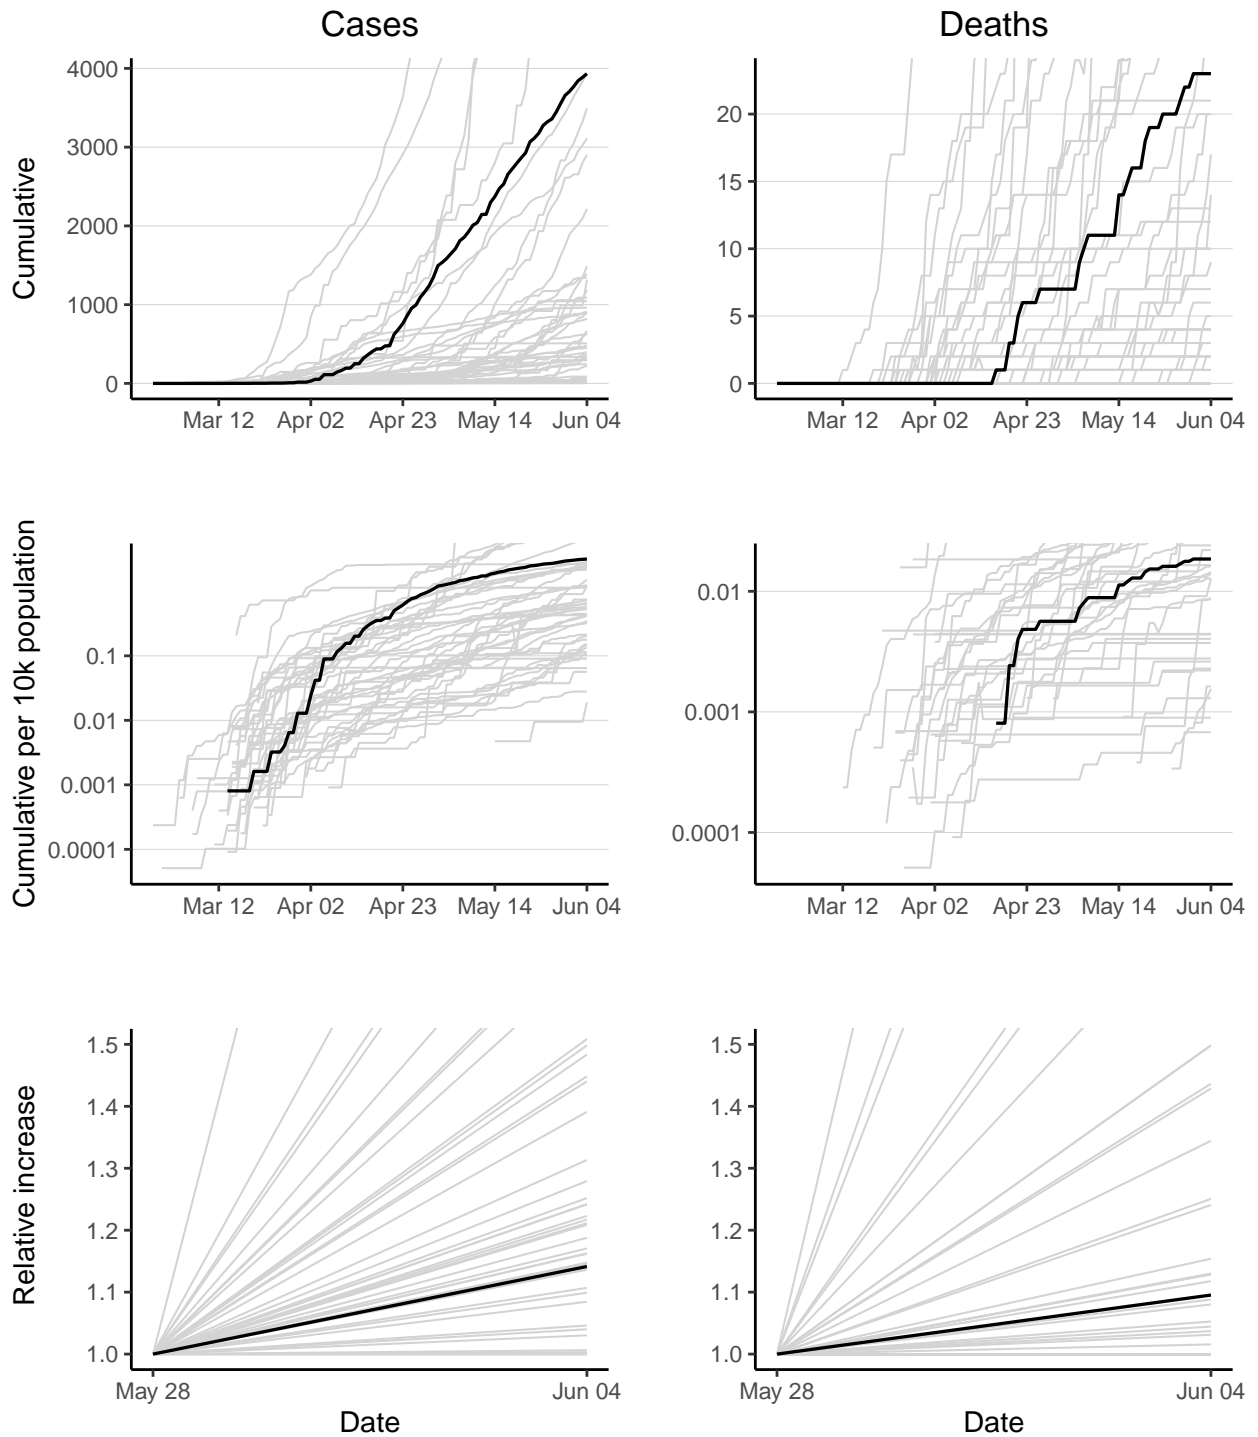 Cases
Deaths
Cumulative
4000
3000
2000
1000
0
Mar 12 Apr 02 Apr 23 May 14 Jun 04
20
15
10
5
0
Mar 12 Apr 02 Apr 23 May 14 Jun 04
Cumulative per 10k population
0.1
0.01
0.001
0.0001
Mar 12 Apr 02 Apr 23 May 14 Jun 04
0.01
0.001
0.0001
Mar 12 Apr 02 Apr 23 May 14 Jun 04
Relative increase
1.5
1.4
1.3
1.2
1.1
1.0
May 28 Jun 04
Date
1.5
1.4
1.3
1.2
1.1
1.0
May 28 Jun 04
Date